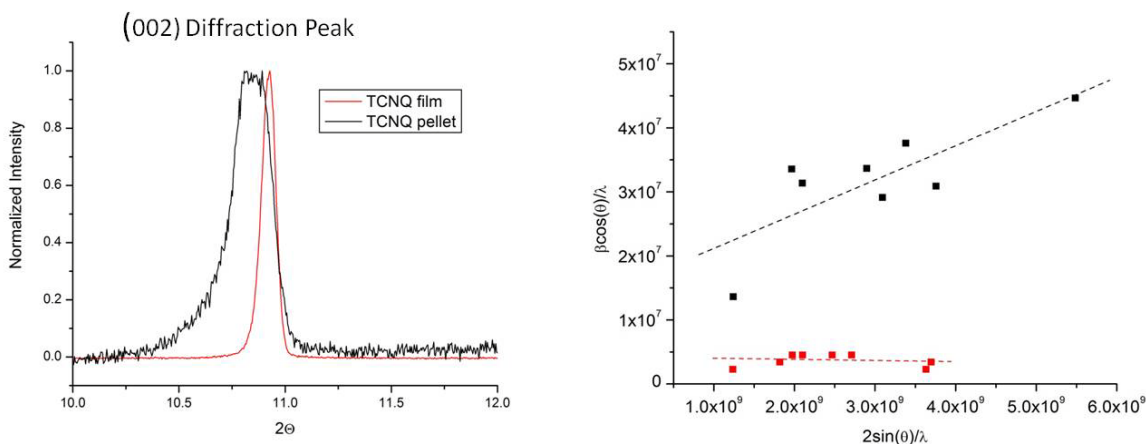 (002) Diffraction Peak
Normalized Intensity
1.0
0.8
0.6
0.4
0.2
0.0
TCNQ film
TCNQ pellet
10.0 10.5 11.0 11.5 12.0
2Θ
βcos(θ)/λ
5x10⁷
4x10⁷
3x10⁷
2x10⁷
1x10⁷
0
1.0x10⁹ 2.0x10⁹ 3.0x10⁹ 4.0x10⁹ 5.0x10⁹ 6.0x10⁹
2sin(θ)/λ